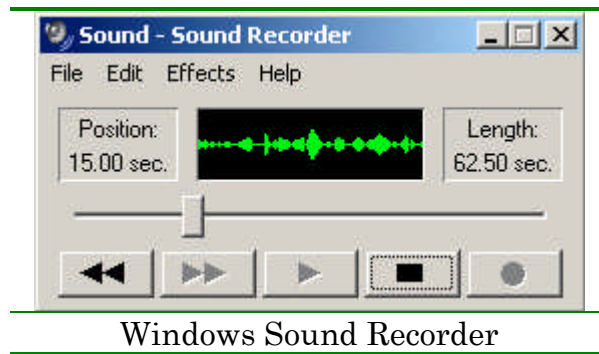 Sound - Sound Recorder
File Edit Effects Help
Position:
15.00 sec.
Length:
62.50 sec.
Windows Sound Recorder